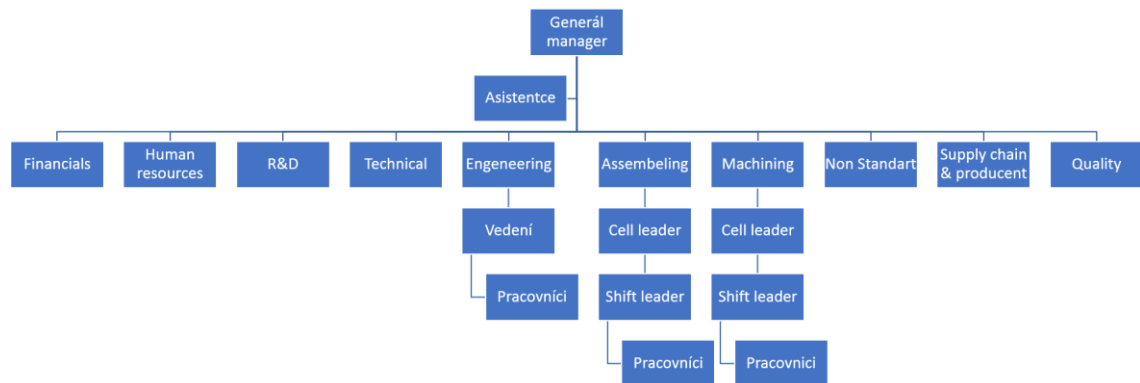 Generál
manager
Asistentce
Financials
Human
resources
R&D
Technical
Engeneering
Assembeling
Machining
Non Standart
Supply chain
& producent
Quality
Vedení
Cell leader
Cell leader
Pracovníci
Shift leader
Shift leader
Pracovníci
Pracovnici